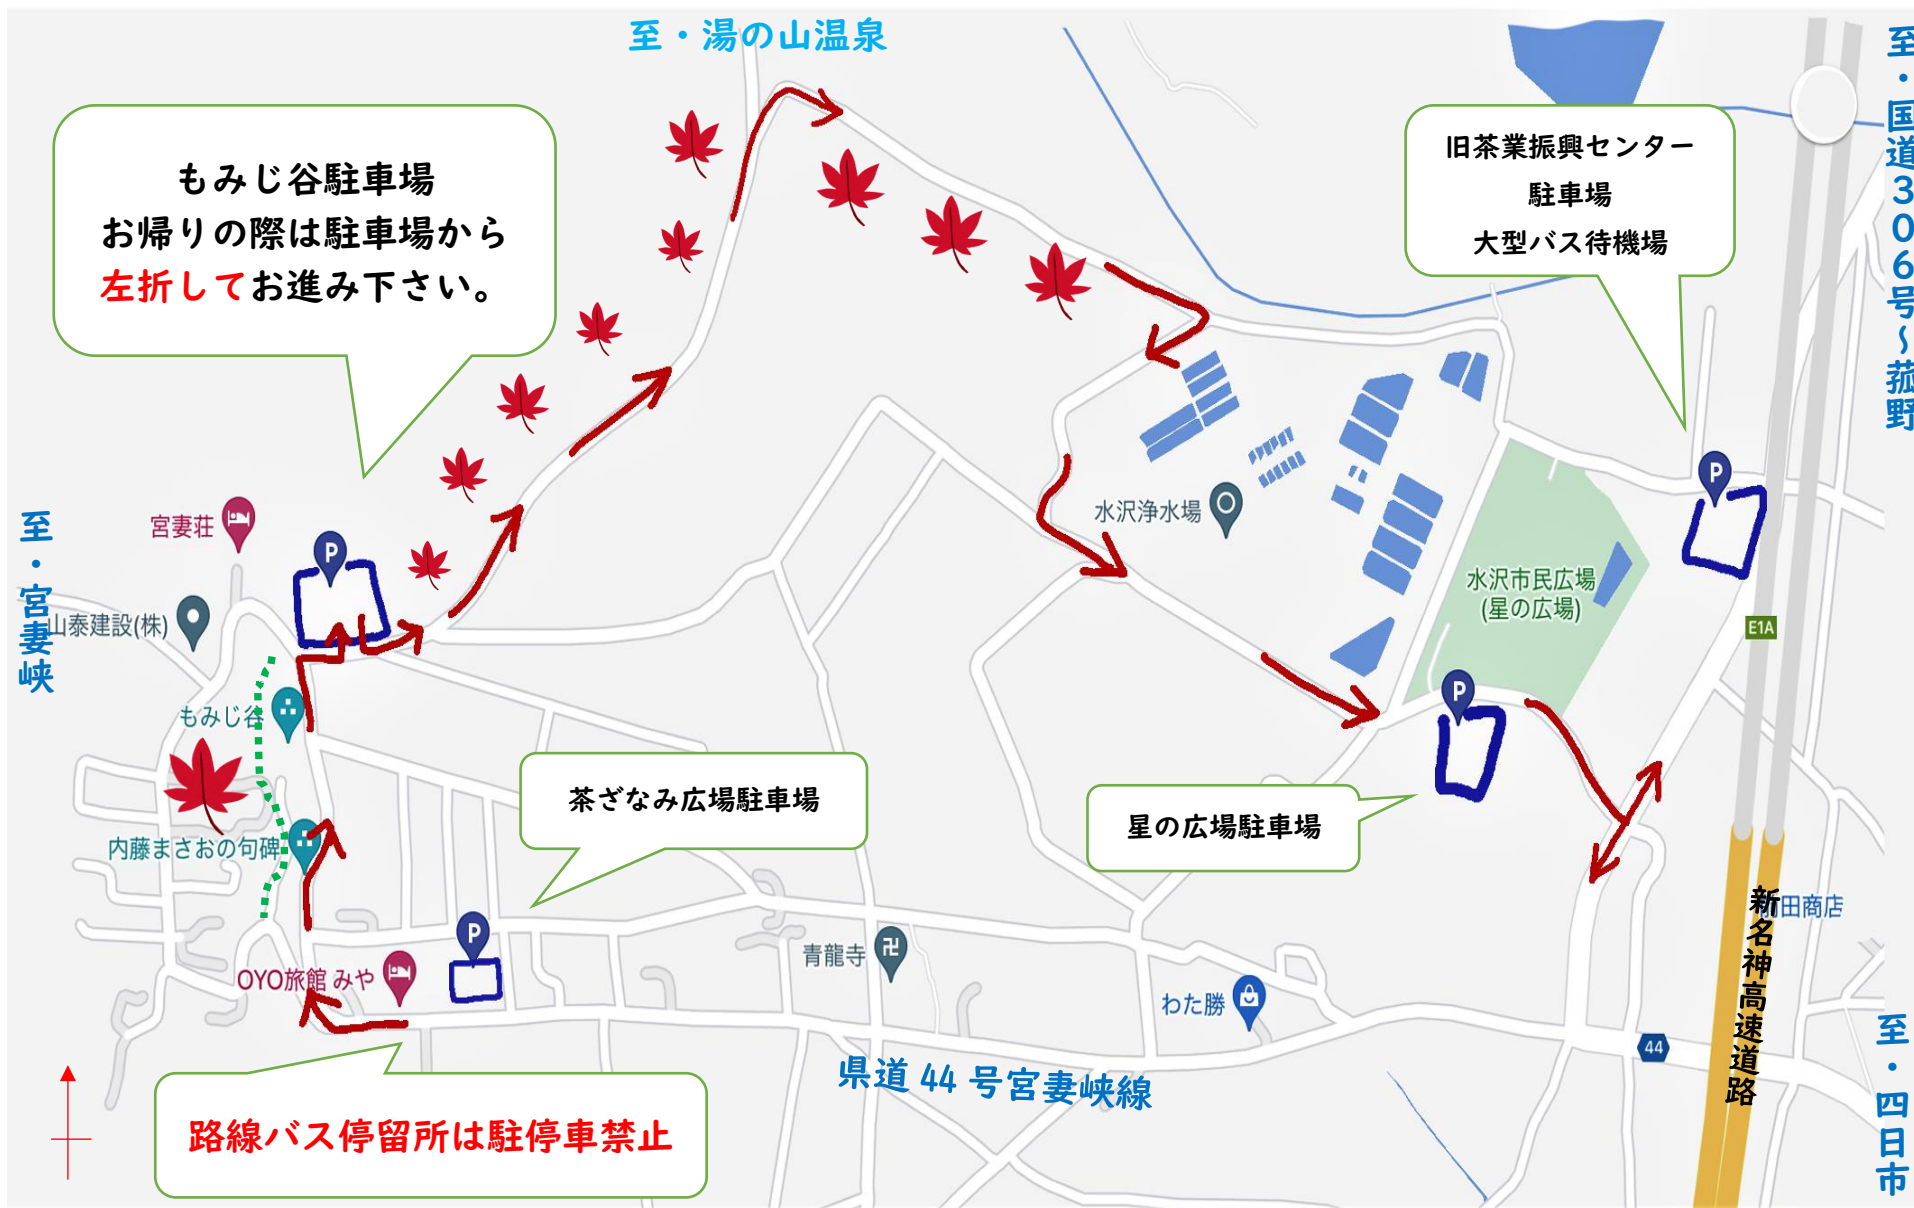 至・湯の山温泉
至・国道306号～菰野
もみじ谷駐車場
お帰りの際は駐車場から
左折してお進み下さい。
旧茶業振興センター
駐車場
大型バス待機場
宮妻荘
P
P
至・宮妻峡
山泰建設(株)
水沢浄水場
水沢市民広場
(星の広場)
E1A
P
もみじ谷
茶ざなみ広場駐車場
星の広場駐車場
内藤まさおの句碑
P
OYO旅館 みや
青龍寺
わた勝
田商店
新名神高速道路
44
県道44号宮妻峡線
至・四日市
路線バス停留所は駐停車禁止